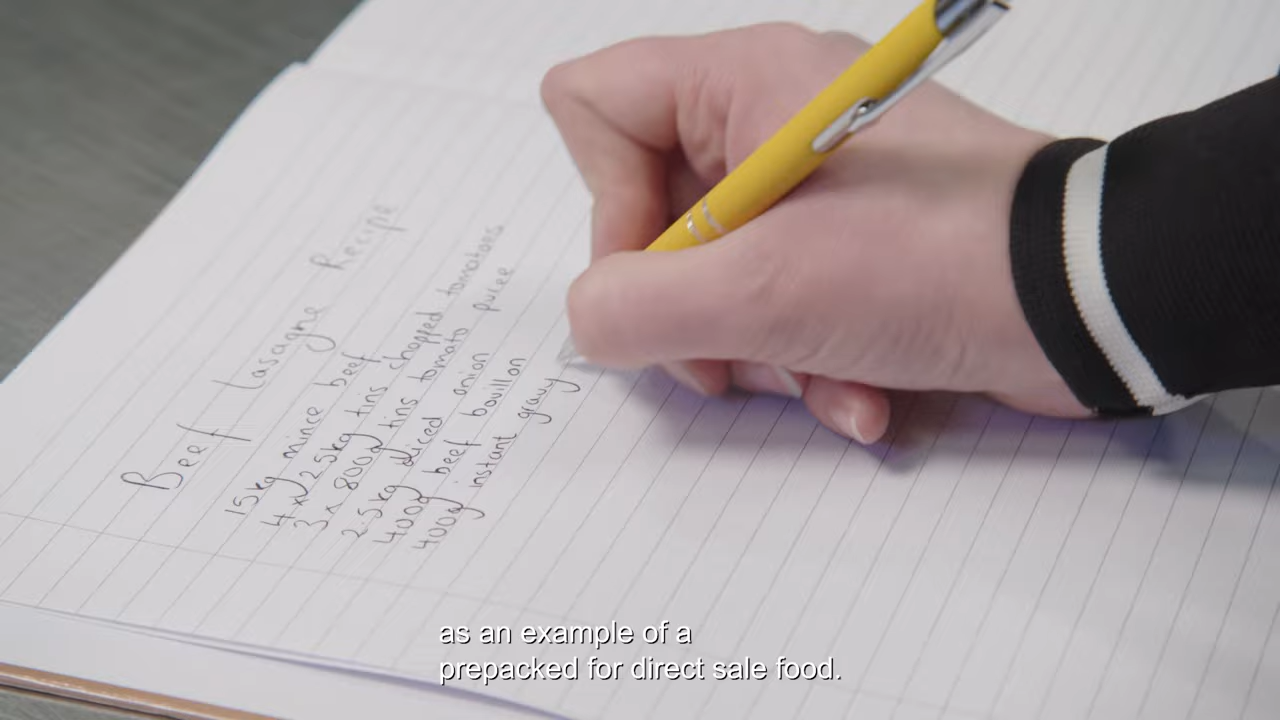 Beef Lasagne Recipe
15kg mince beef
4 x 2.5kg tins chopped tomatoes
3 x 800g tins tomato puree
2.5kg diced onion
400g beef bouillon
400g instant gravy
as an example of a
prepacked for direct sale food.